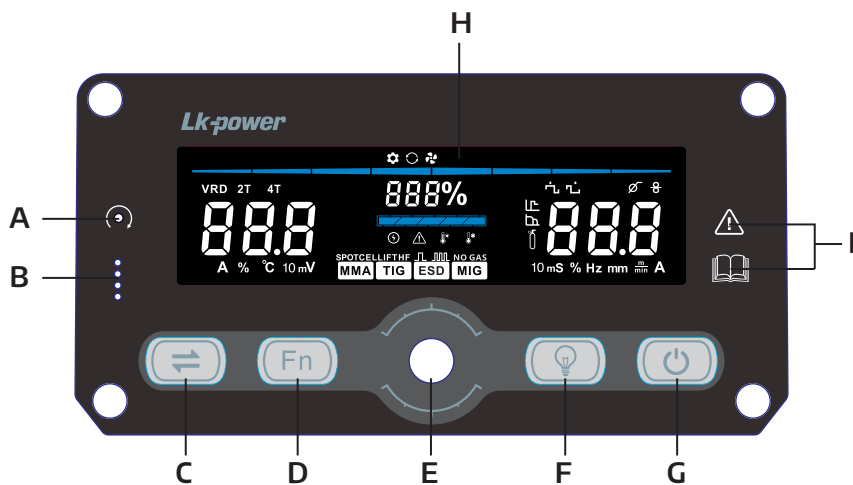 H
Lk-power
VRD 2T 4T
888%
88.8
88.8
A % ℃ 10 mV
SPOT CEL LIFT HF NO GAS
MMA TIG ESD MIG
10 mS % Hz mm m/min A
A
B
I
Fn
C D E F G